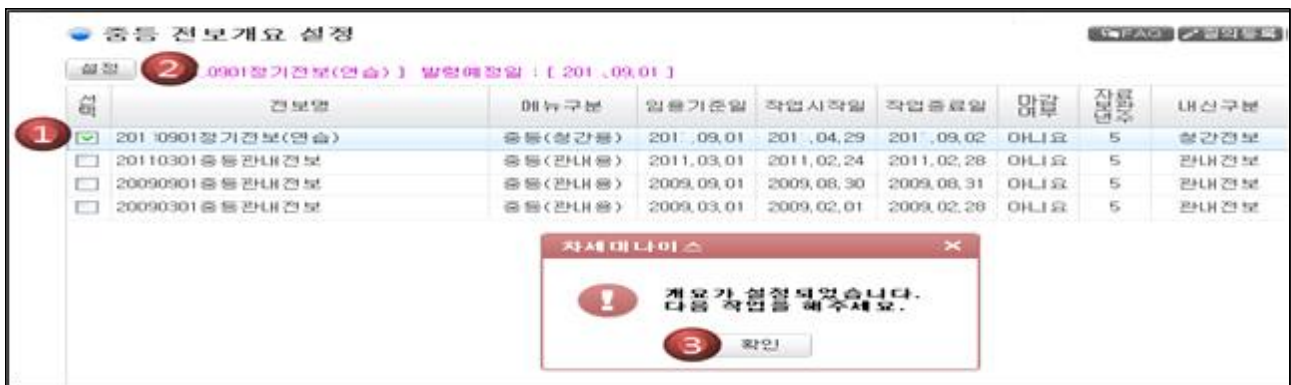 중등 전보개요 설정
FAQ 질의등록
설정 2 .0901정기전보(연습) ] 발령예정일 : [ 201 .09.01 ]
선택 전보명 메뉴구분 임용기준일 작업시작일 작업종료일 마감여부 자료보관년수 내신구분
1 201 0901정기전보(연습) 중등(청간용) 201 .09.01 201 .04.29 201 .09.02 아니요 5 청간전보
20110301중등관내전보 중등(관내용) 2011.03.01 2011.02.24 2011.02.28 아니요 5 관내전보
20090901중등관내전보 중등(관내용) 2009.09.01 2009.08.30 2009.08.31 아니요 5 관내전보
20090301중등관내전보 중등(관내용) 2009.03.01 2009.02.01 2009.02.28 아니요 5 관내전보
차세대나이스
개요가 설정되었습니다.
다음 작업을 해주세요.
3 확인